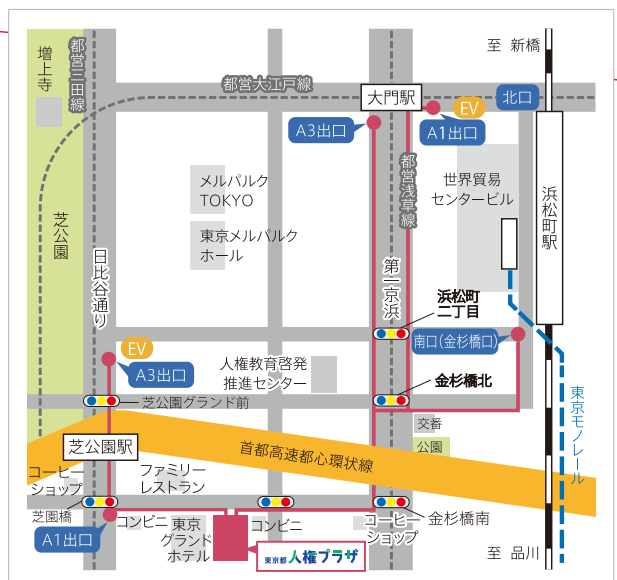 至 新橋
増上寺
都営三田線
都営大江戸線
大門駅
北口
EV
A1出口
A3出口
都営浅草線
世界貿易
センタービル
浜松町駅
メルパルク
TOKYO
東京メルパルク
ホール
芝公園
日比谷通り
第一京浜
浜松町
二丁目
南口(金杉橋口)
EV
A3出口
人権教育啓発
推進センター
金杉橋北
芝公園グランド前
東京モノレール
交番
公園
芝公園駅
首都高速都心環状線
コーヒー
ショップ
ファミリー
レストラン
芝園橋
A1出口
コンビニ
東京
グランド
ホテル
コンビニ
コーヒー
ショップ
金杉橋南
東京都 人権プラザ
至 品川